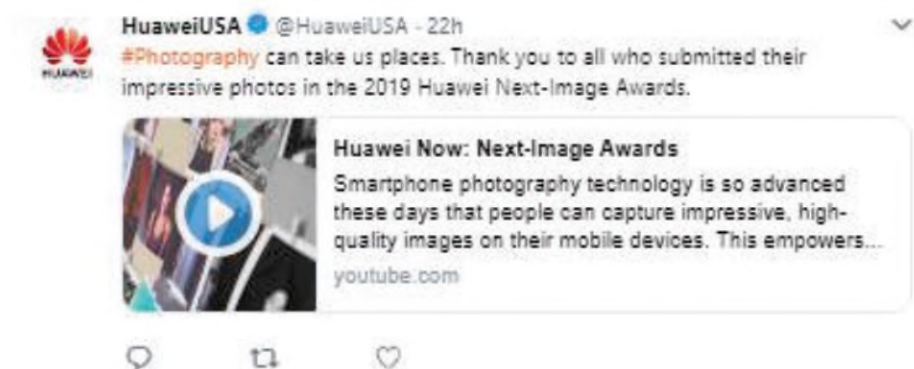 HuaweiUSA @HuaweiUSA - 22h
#Photography can take us places. Thank you to all who submitted their
impressive photos in the 2019 Huawei Next-Image Awards.
HUAWEI
Huawei Now: Next-Image Awards
Smartphone photography technology is so advanced
these days that people can capture impressive, high-
quality images on their mobile devices. This empowers...
youtube.com